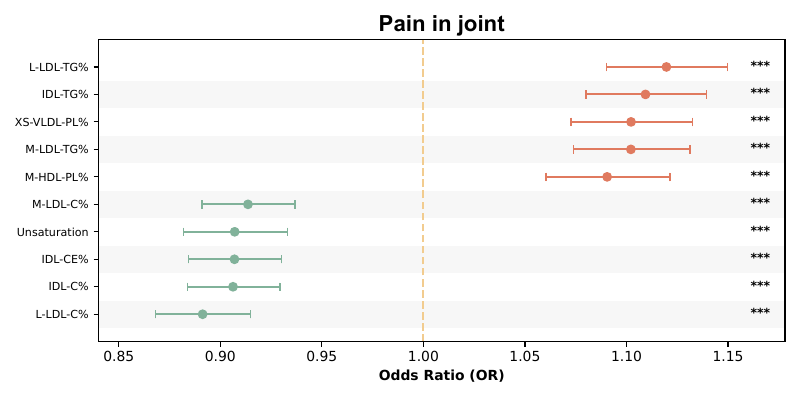 Pain in joint
L-LDL-TG% ***
IDL-TG% ***
XS-VLDL-PL% ***
M-LDL-TG% ***
M-HDL-PL% ***
M-LDL-C% ***
Unsaturation ***
IDL-CE% ***
IDL-C% ***
L-LDL-C% ***
0.85 0.90 0.95 1.00 1.05 1.10 1.15
Odds Ratio (OR)